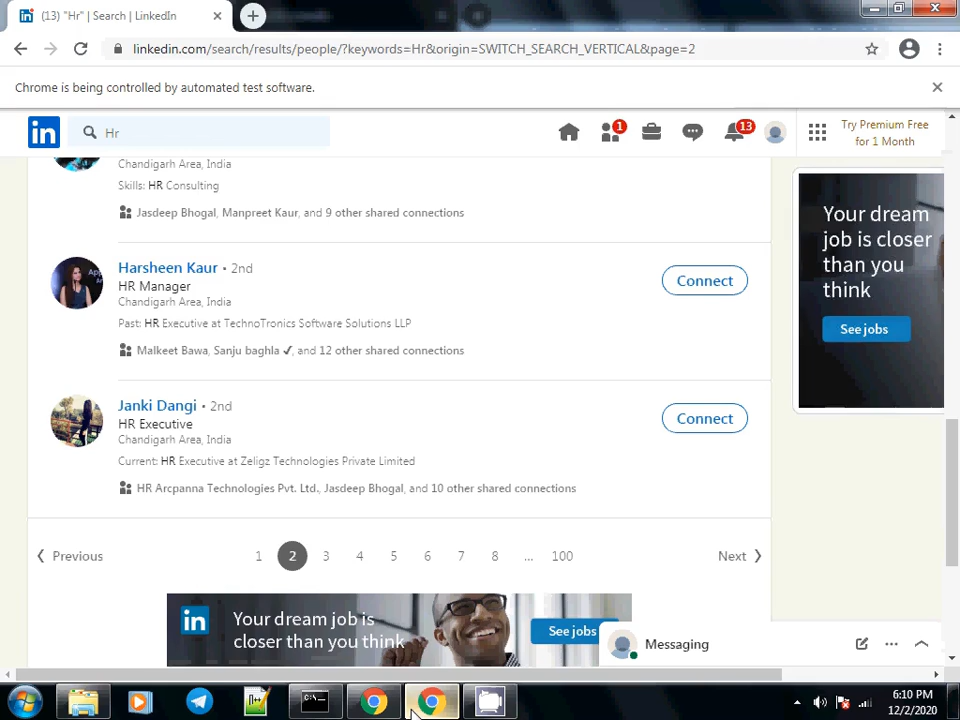 (13) "Hr" | Search | LinkedIn
linkedin.com/search/results/people/?keywords=Hr&origin=SWITCH_SEARCH_VERTICAL&page=2
Chrome is being controlled by automated test software.
in
Hr
1
13
Try Premium Free
for 1 Month
Chandigarh Area, India
Skills: HR Consulting
Jasdeep Bhogal, Manpreet Kaur, and 9 other shared connections
Harsheen Kaur • 2nd
HR Manager
Chandigarh Area, India
Past: HR Executive at TechnoTronics Software Solutions LLP
Malkeet Bawa, Sanju baghla ✔, and 12 other shared connections
Connect
Janki Dangi • 2nd
HR Executive
Chandigarh Area, India
Current: HR Executive at Zeligz Technologies Private Limited
HR Arcpanna Technologies Pvt. Ltd., Jasdeep Bhogal, and 10 other shared connections
Connect
Your dream
job is closer
than you
think
See jobs
Previous 1 2 3 4 5 6 7 8 ... 100 Next
in
Your dream job is
closer than you think
See jobs
Messaging
6:10 PM
12/2/2020